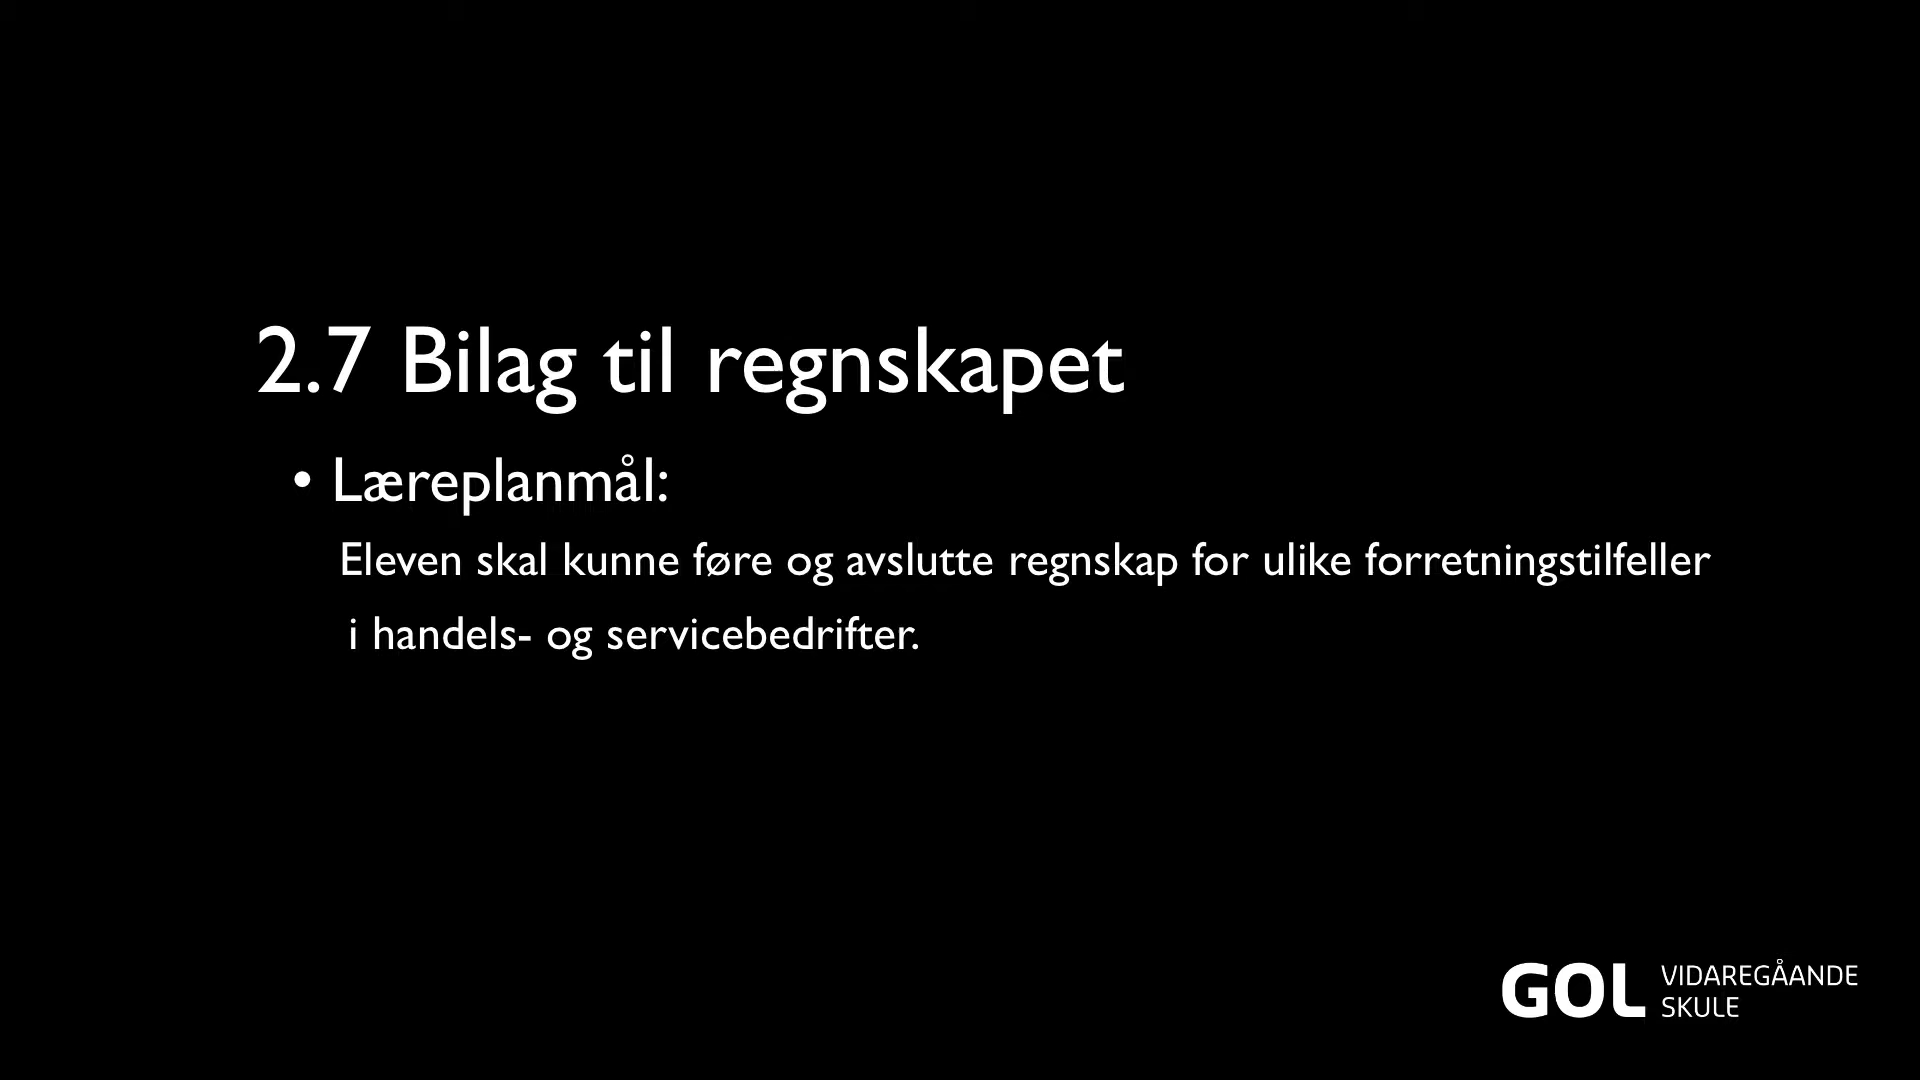 2.7 Bilag til regnskapet
• Læreplanmål:
Eleven skal kunne føre og avslutte regnskap for ulike forretningstilfeller
i handels- og servicebedrifter.
GOL VIDAREGÅANDE
SKULE